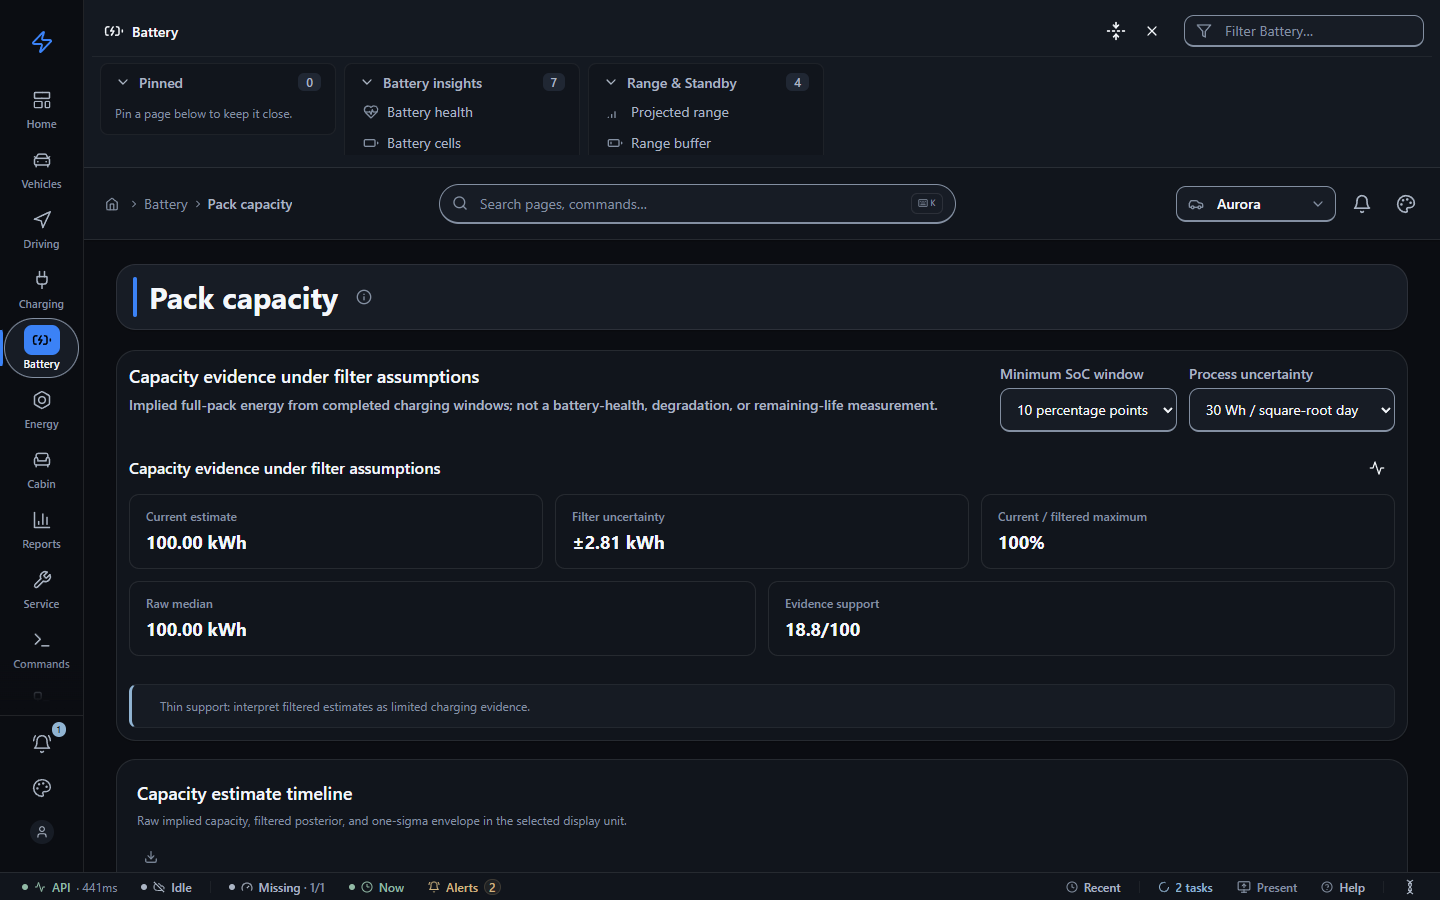 Battery
Filter Battery...
Pinned 0
Pin a page below to keep it close.
Battery insights 7
Battery health
Battery cells
Range & Standby 4
Projected range
Range buffer
Home
Vehicles
Driving
Charging
Battery
Energy
Cabin
Reports
Service
Commands
1
Battery
Pack capacity
Search pages, commands...
K
Aurora
Pack capacity
Capacity evidence under filter assumptions
Implied full-pack energy from completed charging windows; not a battery-health, degradation, or remaining-life measurement.
Minimum SoC window
10 percentage points
Process uncertainty
30 Wh / square-root day
Capacity evidence under filter assumptions
Current estimate
100.00 kWh
Filter uncertainty
±2.81 kWh
Current / filtered maximum
100%
Raw median
100.00 kWh
Evidence support
18.8/100
Thin support: interpret filtered estimates as limited charging evidence.
Capacity estimate timeline
Raw implied capacity, filtered posterior, and one-sigma envelope in the selected display unit.
API · 441ms
Idle
Missing · 1/1
Now
Alerts 2
Recent
2 tasks
Present
Help